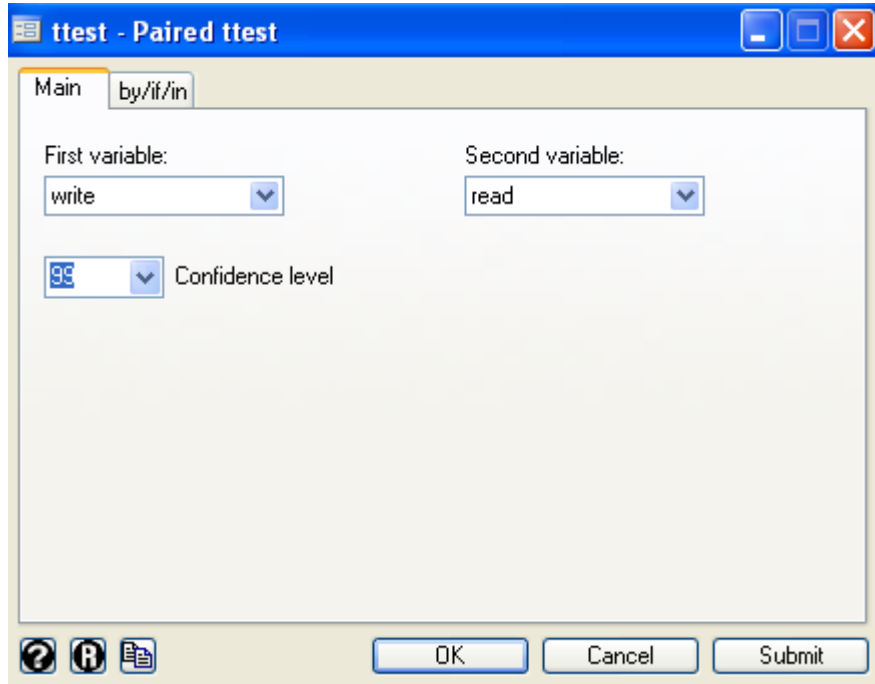 ttest - Paired ttest
Main by/if/in
First variable: Second variable:
write read
99 Confidence level
OK Cancel Submit